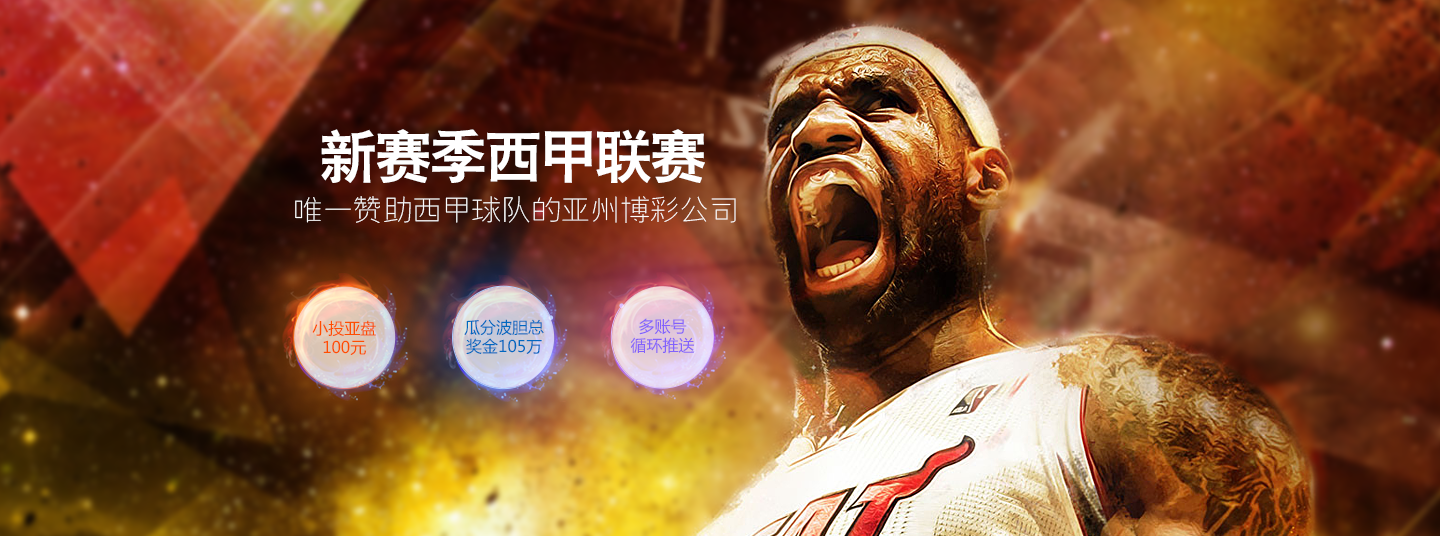 新赛季西甲联赛
唯一赞助西甲球队的亚州博彩公司
小投亚盘
100元
瓜分波胆总
奖金105万
多账号
循环推送